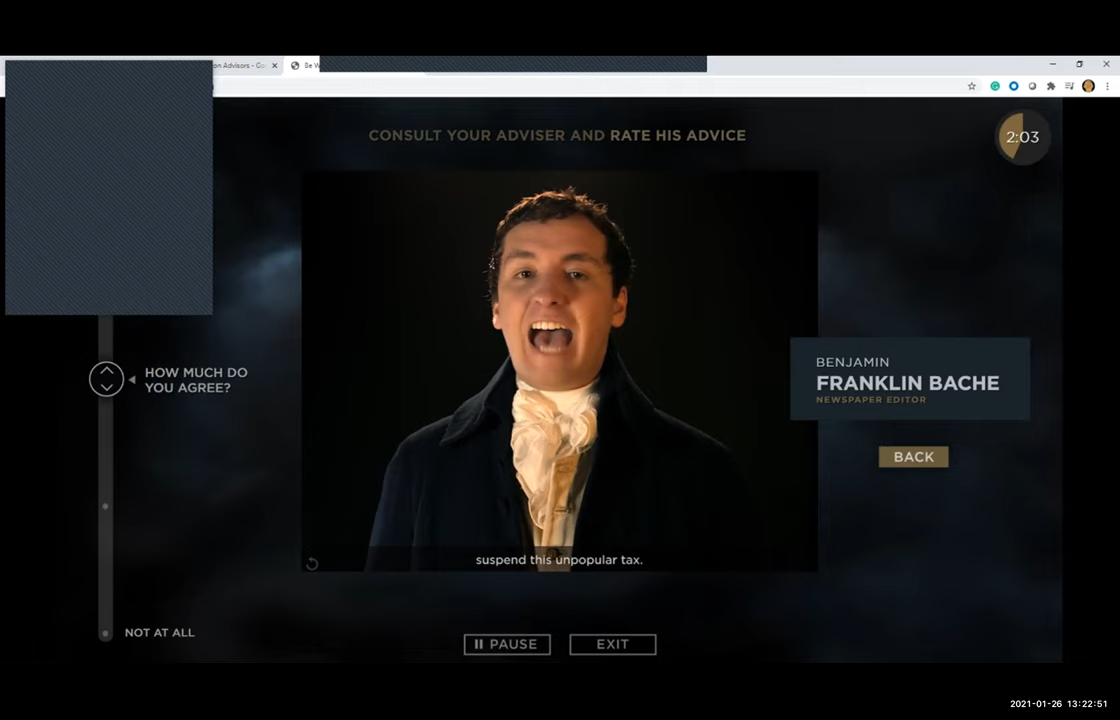 on Advisors - Go
Be W
CONSULT YOUR ADVISER AND RATE HIS ADVICE
2:03
HOW MUCH DO
YOU AGREE?
BENJAMIN
FRANKLIN BACHE
NEWSPAPER EDITOR
BACK
suspend this unpopular tax.
NOT AT ALL
PAUSE
EXIT
2021-01-26 13:22:51